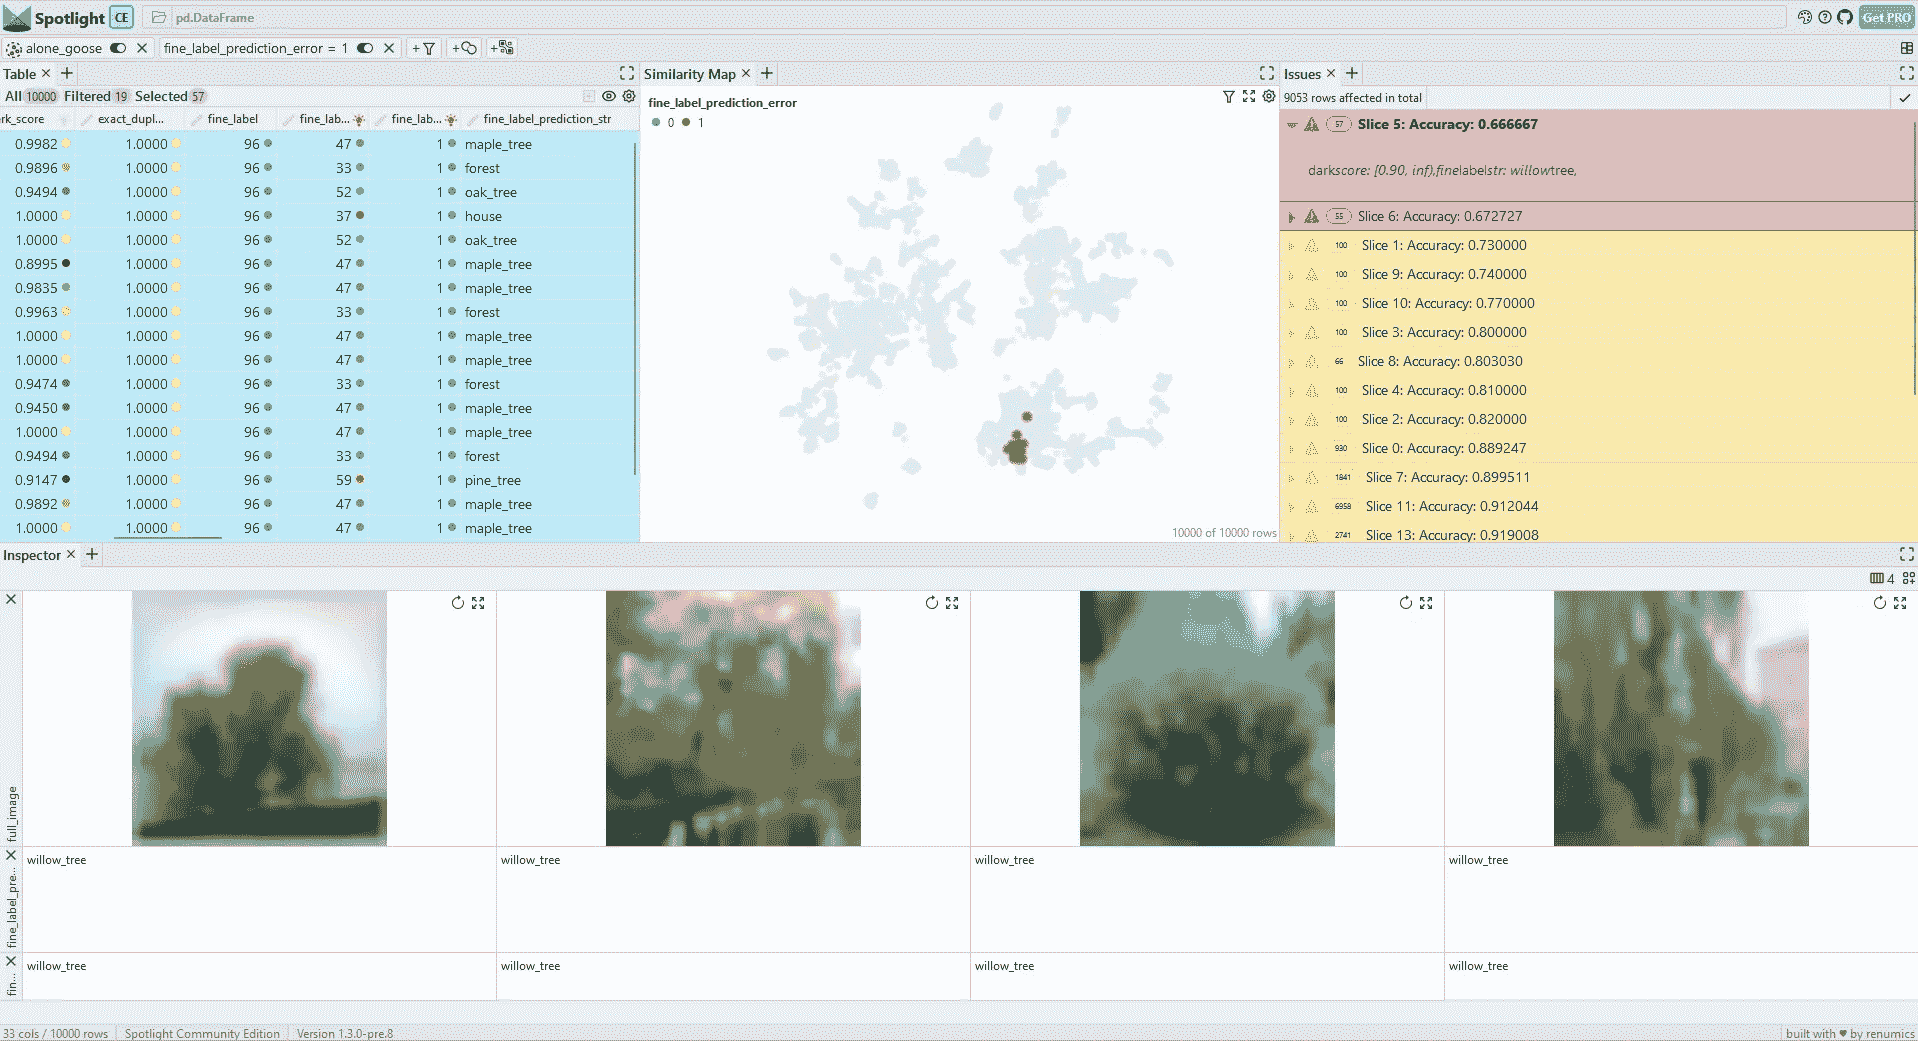 Spotlight CE pd.DataFrame Get PRO
alone_goose fine_label_prediction_error = 1
Table
All 10000 Filtered 19 Selected 57
rk_score exact_dupl... fine_label fine_lab... fine_lab... fine_label_prediction_str
0.9982 1.0000 96 47 1 maple_tree
0.9896 1.0000 96 33 1 forest
0.9494 1.0000 96 52 1 oak_tree
1.0000 1.0000 96 37 1 house
1.0000 1.0000 96 52 1 oak_tree
0.8995 1.0000 96 47 1 maple_tree
0.9835 1.0000 96 47 1 maple_tree
0.9963 1.0000 96 33 1 forest
1.0000 1.0000 96 47 1 maple_tree
1.0000 1.0000 96 47 1 maple_tree
0.9474 1.0000 96 33 1 forest
0.9450 1.0000 96 47 1 maple_tree
1.0000 1.0000 96 47 1 maple_tree
0.9494 1.0000 96 33 1 forest
0.9147 1.0000 96 59 1 pine_tree
0.9892 1.0000 96 47 1 maple_tree
1.0000 1.0000 96 47 1 maple_tree
Similarity Map
fine_label_prediction_error
0 1
10000 of 10000 rows
Issues
9053 rows affected in total
57 Slice 5: Accuracy: 0.666667
darkscore: [0.90, inf),finelabelstr: willowtree,
55 Slice 6: Accuracy: 0.672727
100 Slice 1: Accuracy: 0.730000
100 Slice 9: Accuracy: 0.740000
100 Slice 10: Accuracy: 0.770000
100 Slice 3: Accuracy: 0.800000
66 Slice 8: Accuracy: 0.803030
100 Slice 4: Accuracy: 0.810000
100 Slice 2: Accuracy: 0.820000
930 Slice 0: Accuracy: 0.889247
1841 Slice 7: Accuracy: 0.899511
6958 Slice 11: Accuracy: 0.912044
2741 Slice 13: Accuracy: 0.919008
Inspector
4
full_image
fine_label_pre... willow_tree willow_tree willow_tree willow_tree
fin... willow_tree willow_tree willow_tree willow_tree
33 cols / 10000 rows Spotlight Community Edition Version 1.3.0-pre.8 built with ♥ by renumics